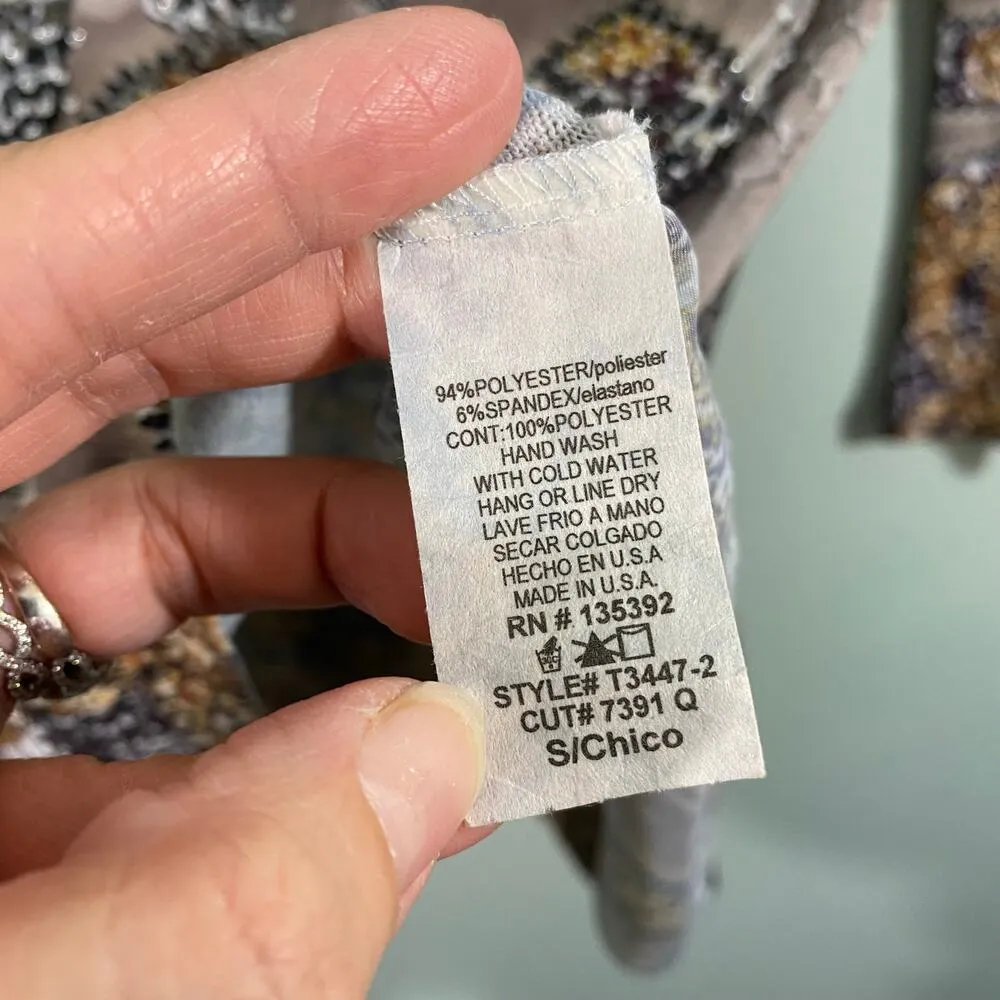 94%POLYESTER/poliester
6%SPANDEX/elastano
CONT:100%POLYESTER
HAND WASH
WITH COLD WATER
HANG OR LINE DRY
LAVE FRIO A MANO
SECAR COLGADO
HECHO EN U.S.A
MADE IN U.S.A.
RN # 135392
STYLE# T3447-2
CUT# 7391 Q
S/Chico